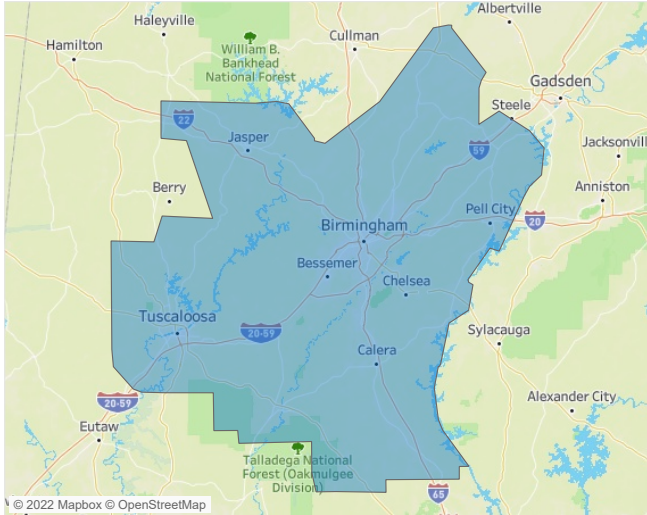 Haleyville
Albertville
Hamilton
Cullman
William B.
Bankhead
National Forest
Gadsden
Steele
22
Jasper
59
Jacksonville
Berry
Anniston
Pell City
20
Birmingham
Bessemer
Chelsea
Tuscaloosa
20-59
Sylacauga
Calera
20-59
Alexander City
Eutaw
Talladega National
Forest (Oakmulgee
Division)
65
© 2022 Mapbox © OpenStreetMap